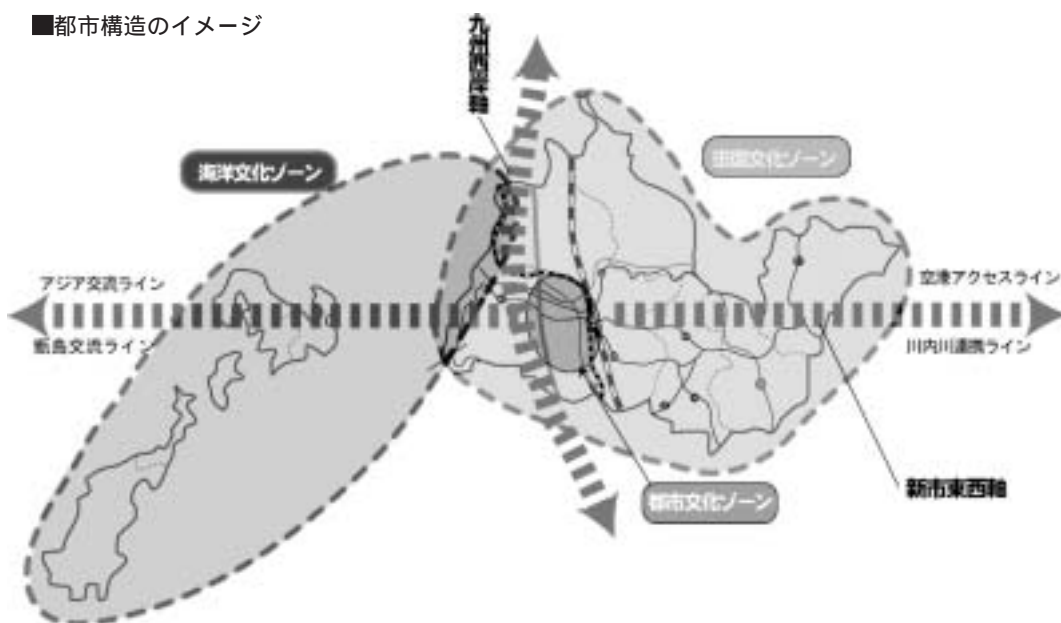 ■都市構造のイメージ
九州西岸軸
海洋文化ゾーン
田園文化ゾーン
アジア交流ライン
甑島交流ライン
空港アクセスライン
川内川連携ライン
都市文化ゾーン
新市東西軸